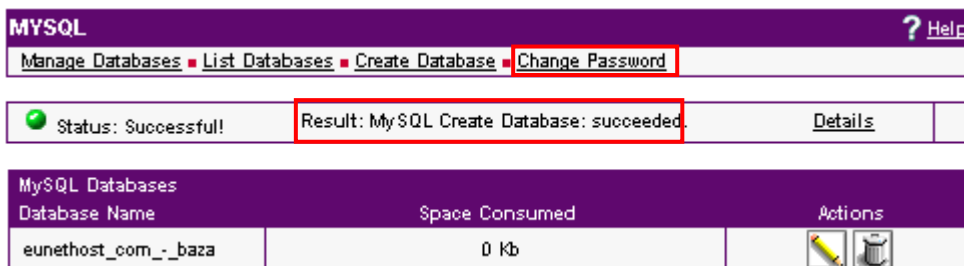 MYSQL ? Help
Manage Databases List Databases Create Database Change Password
Status: Successful! Result: MySQL Create Database: succeeded. Details
MySQL Databases
Database Name Space Consumed Actions
eunethost_com_-_baza 0 Kb